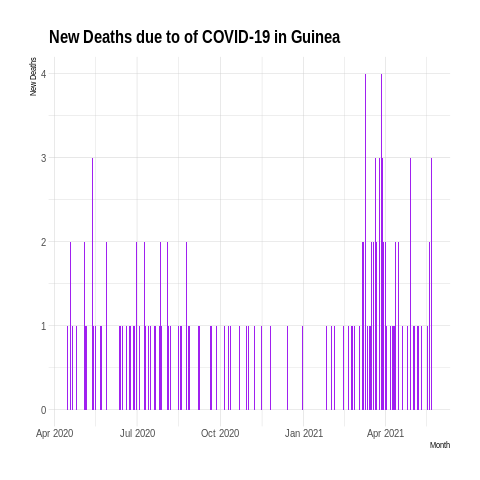 New Deaths due to of COVID-19 in Guinea
New Deaths
4
3
2
1
0
Apr 2020 Jul 2020 Oct 2020 Jan 2021 Apr 2021
Month